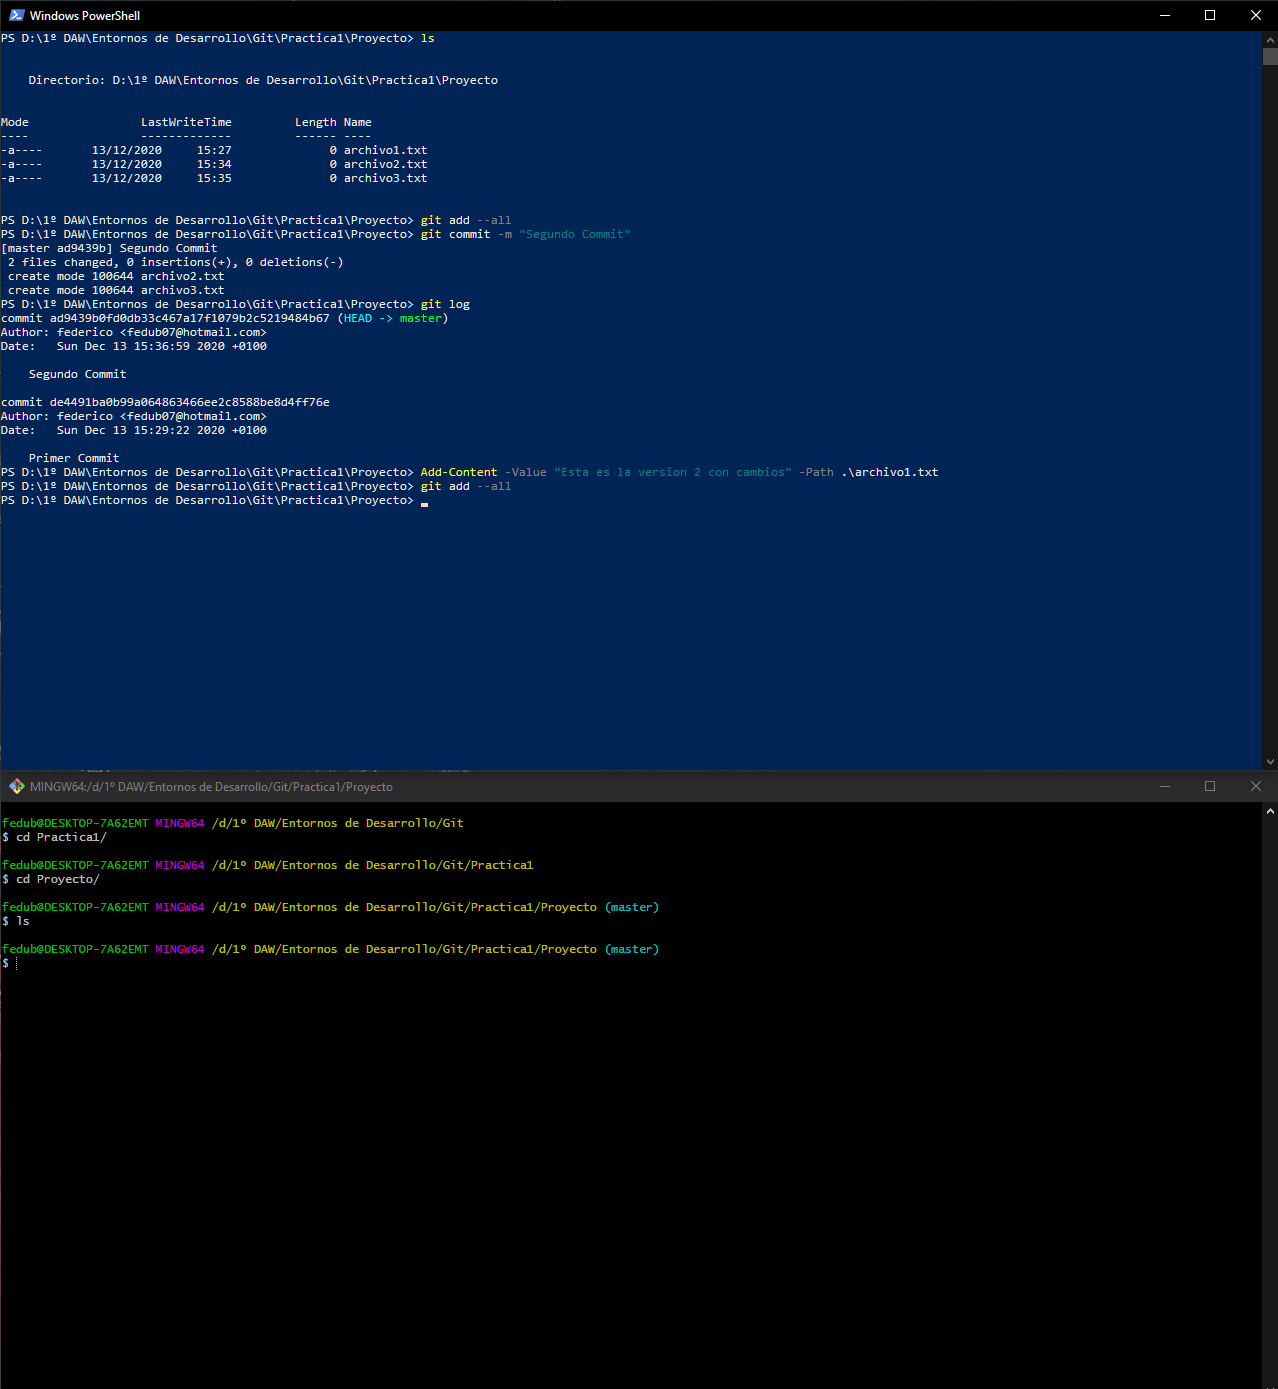 Windows PowerShell
PS D:\1º DAW\Entornos de Desarrollo\Git\Practica1\Proyecto> ls
Directorio: D:\1º DAW\Entornos de Desarrollo\Git\Practica1\Proyecto
Mode                LastWriteTime         Length Name
----                -------------         ------ ----
-a----       13/12/2020     15:27              0 archivo1.txt
-a----       13/12/2020     15:34              0 archivo2.txt
-a----       13/12/2020     15:35              0 archivo3.txt
PS D:\1º DAW\Entornos de Desarrollo\Git\Practica1\Proyecto> git add --all
PS D:\1º DAW\Entornos de Desarrollo\Git\Practica1\Proyecto> git commit -m "Segundo Commit"
[master ad9439b] Segundo Commit
 2 files changed, 0 insertions(+), 0 deletions(-)
 create mode 100644 archivo2.txt
 create mode 100644 archivo3.txt
PS D:\1º DAW\Entornos de Desarrollo\Git\Practica1\Proyecto> git log
commit ad9439b0fd0db33c467a17f1079b2c5219484b67 (HEAD -> master)
Author: federico <fedub07@hotmail.com>
Date:   Sun Dec 13 15:36:59 2020 +0100
    Segundo Commit
commit de4491ba0b99a064863466ee2c8588be8d4ff76e
Author: federico <fedub07@hotmail.com>
Date:   Sun Dec 13 15:29:22 2020 +0100
    Primer Commit
PS D:\1º DAW\Entornos de Desarrollo\Git\Practica1\Proyecto> Add-Content -Value "Esta es la version 2 con cambios" -Path .\archivo1.txt
PS D:\1º DAW\Entornos de Desarrollo\Git\Practica1\Proyecto> git add --all
PS D:\1º DAW\Entornos de Desarrollo\Git\Practica1\Proyecto>
MINGW64:/d/1º DAW/Entornos de Desarrollo/Git/Practica1/Proyecto
fedub@DESKTOP-7A62EMT MINGW64 /d/1º DAW/Entornos de Desarrollo/Git
$ cd Practica1/
fedub@DESKTOP-7A62EMT MINGW64 /d/1º DAW/Entornos de Desarrollo/Git/Practica1
$ cd Proyecto/
fedub@DESKTOP-7A62EMT MINGW64 /d/1º DAW/Entornos de Desarrollo/Git/Practica1/Proyecto (master)
$ ls
fedub@DESKTOP-7A62EMT MINGW64 /d/1º DAW/Entornos de Desarrollo/Git/Practica1/Proyecto (master)
$